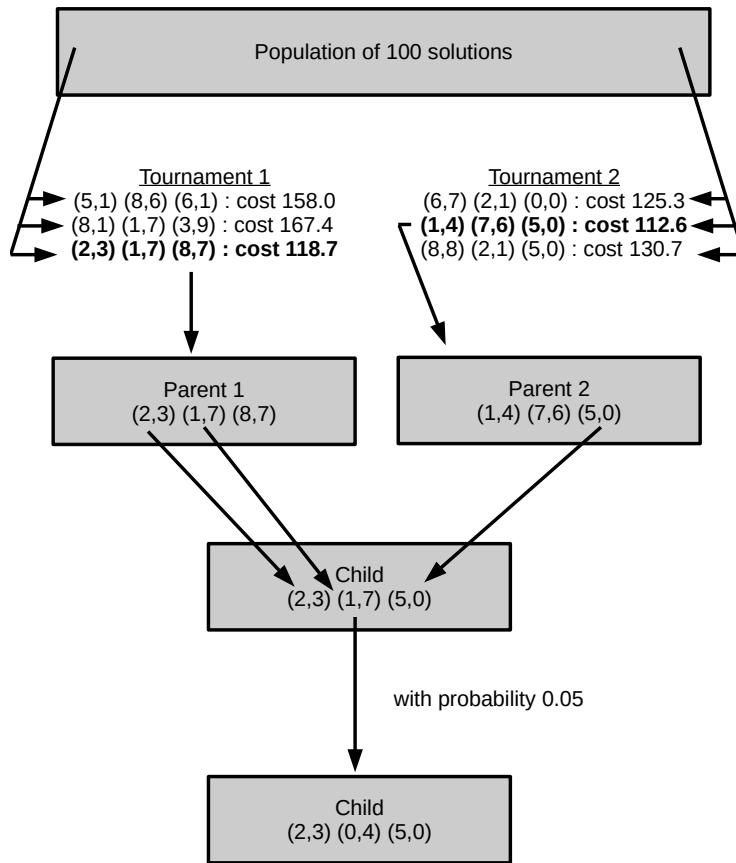 Population of 100 solutions
Tournament 1
(5,1) (8,6) (6,1) : cost 158.0
(8,1) (1,7) (3,9) : cost 167.4
(2,3) (1,7) (8,7) : cost 118.7
Tournament 2
(6,7) (2,1) (0,0) : cost 125.3
(1,4) (7,6) (5,0) : cost 112.6
(8,8) (2,1) (5,0) : cost 130.7
Parent 1
(2,3) (1,7) (8,7)
Parent 2
(1,4) (7,6) (5,0)
Child
(2,3) (1,7) (5,0)
with probability 0.05
Child
(2,3) (0,4) (5,0)